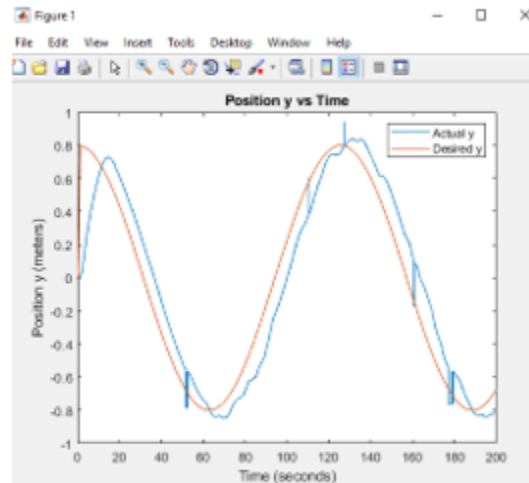 Figure 1
File Edit View Insert Tools Desktop Window Help
Position y vs Time
1
0.8
0.6
0.4
0.2
0
-0.2
-0.4
-0.6
-0.8
-1
Position y (meters)
Actual y
Desired y
0 20 40 60 80 100 120 140 160 180 200
Time (seconds)